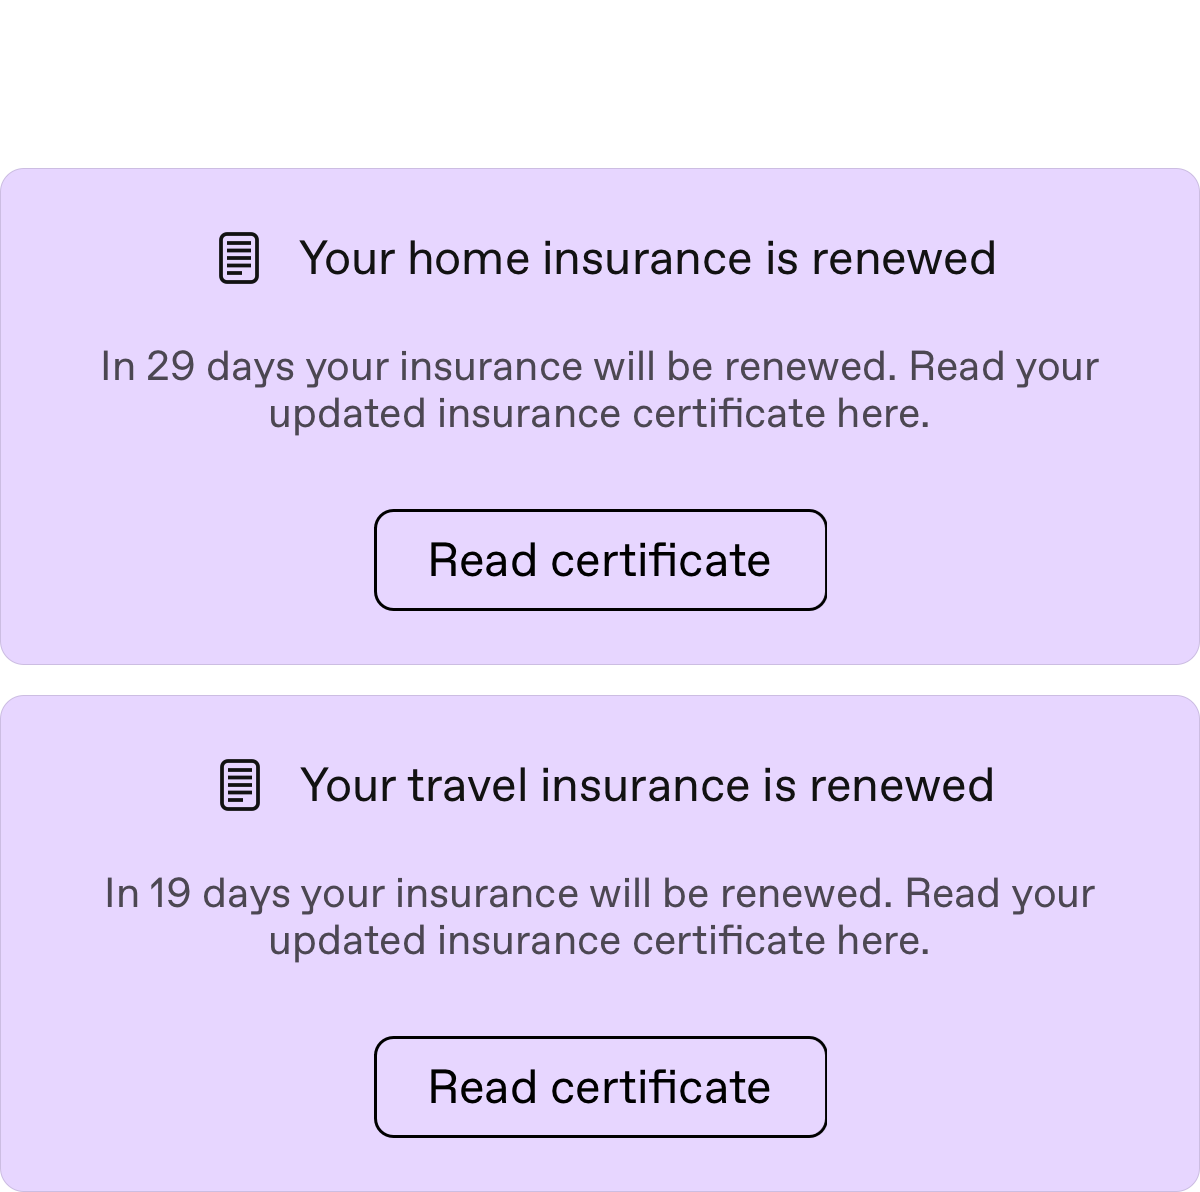 Your home insurance is renewed
In 29 days your insurance will be renewed. Read your
updated insurance certificate here.
Read certificate
Your travel insurance is renewed
In 19 days your insurance will be renewed. Read your
updated insurance certificate here.
Read certificate